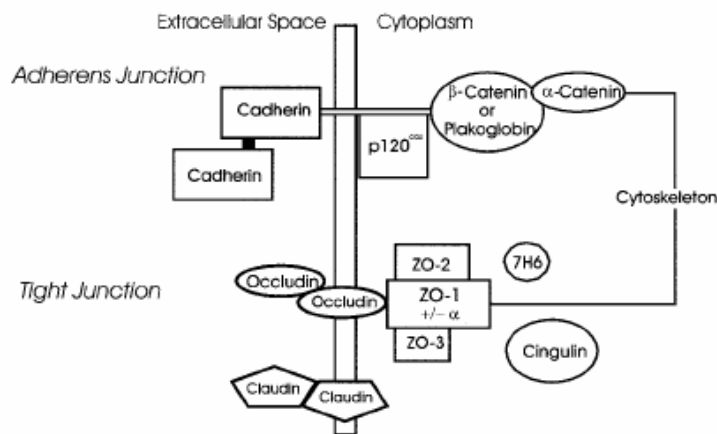 Extracellular Space
Cytoplasm
Adherens Junction
Cadherin
β-Catenin
or
Plakoglobin
α-Catenin
p120cas
Cadherin
Cytoskeleton
Tight Junction
Occludin
Occludin
ZO-2
7H6
ZO-1
+/- α
ZO-3
Cingulin
Claudin
Claudin